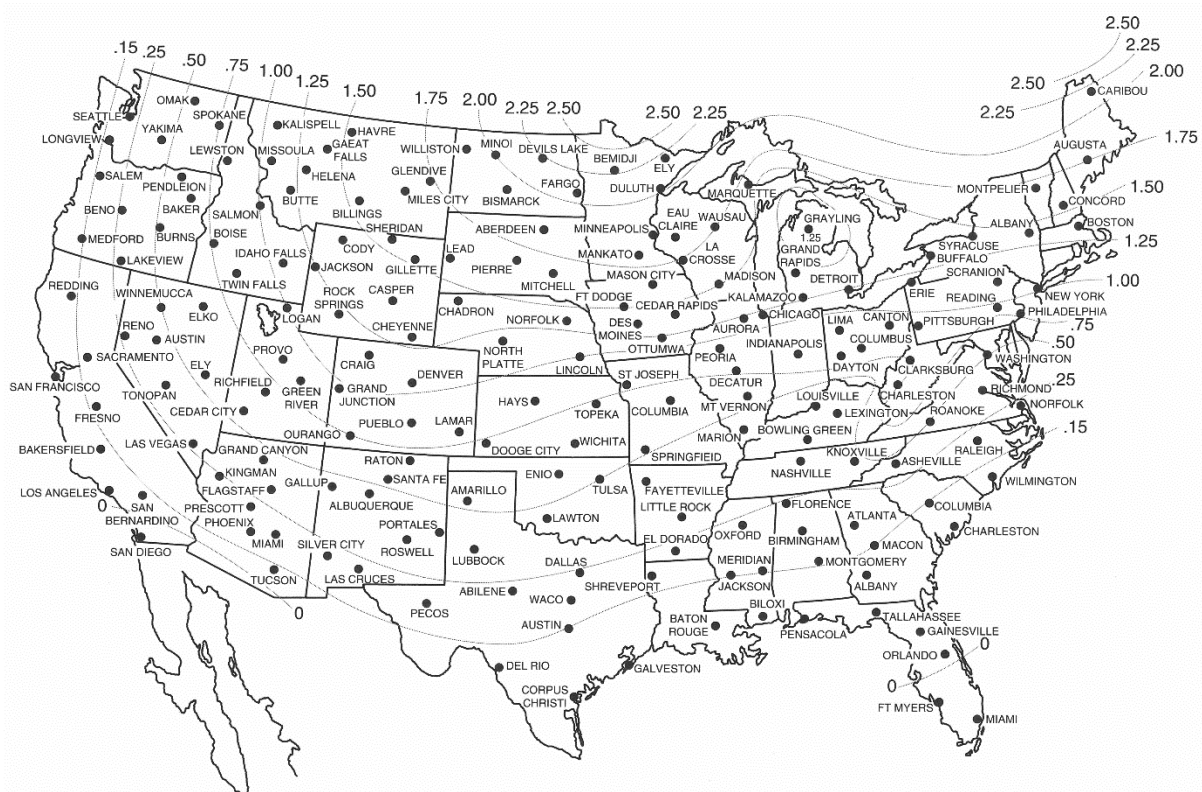 2.50
2.25
2.00
2.50
2.25
.15
.25
.50
.75
1.00
1.25
1.50
1.75
2.00
2.25
2.50
2.50
2.25
1.75
CARIBOU
AUGUSTA
MONTPELIER
1.50
CONCORD
BOSTON
ALBANY
1.25
SYRACUSE
BUFFALO
SCRANION
1.00
ERIE
NEW YORK
READING
PHILADELPHIA
PITTSBURGH
.75
.50
WASHINGTON
CLARKSBURG
.25
RICHMOND
CHARLESTON
NORFOLK
ROANOKE
.15
OMAK
SEATTLE
SPOKANE
YAKIMA
LONGVIEW
LEWSTON
SALEM
PENDLEION
BAKER
BENO
BURNS
MEDFORD
LAKEVIEW
KALISPELL
HAVRE
GAEAT
FALLS
MISSOULA
HELENA
GLENDIVE
BUTTE
MILES CITY
BILLINGS
SALMON
BOISE
IDAHO FALLS
TWIN FALLS
WILLISTON
MINOI
DEVILS LAKE
FARGO
BISMARCK
BEMIDJI
ELY
DULUTH
MARQUETTE
SHERIDAN
CODY
JACKSON
GILLETTE
ROCK
SPRINGS
CASPER
CHEYENNE
ABERDEEN
LEAD
PIERRE
MITCHELL
MINNEAPOLIS
MANKATO
EAU
CLAIRE
WAUSAU
LA
CROSSE
MADISON
GRAYLING
1.25
GRAND
RAPIDS
DETROIT
KALAMAZOO
MASON CITY
FT DODGE
CEDAR RAPIDS
DES
MOINES
OTTUMWA
CHICAGO
AURORA
PEORIA
DECATUR
MT VERNON
MARION
INDIANAPOLIS
LIMA
CANTON
COLUMBUS
DAYTON
LOUISVILLE
LEXINGTON
BOWLING GREEN
REDDING
WINNEMUCCA
ELKO
RENO
AUSTIN
SACRAMENTO
ELY
SAN FRANCISCO
TONOPAN
FRESNO
BAKERSFIELD
LAS VEGAS
LOS ANGELES
0
SAN
BERNARDINO
SAN DIEGO
LOGAN
PROVO
RICHFIELD
GREEN
RIVER
CEDAR CITY
CRAIG
DENVER
GRAND
JUNCTION
PUEBLO
LAMAR
OURANGO
CHADRON
NORFOLK
NORTH
PLATTE
LINCOLN
HAYS
TOPEKA
DOOGE CITY
WICHITA
ST JOSEPH
COLUMBIA
SPRINGFIEID
GRAND CANYON
KINGMAN
FLAGSTAFF
PRESCOTT
PHOENIX
MIAMI
TUCSON
0
RATON
GALLUP
SANTA FE
ALBUQUERQUE
PORTALES
ROSWELL
SILVER CITY
LAS CRUCES
ENIO
TULSA
LAWTON
AMARILLO
LUBBOCK
DALLAS
ABILENE
WACO
AUSTIN
PECOS
DEL RIO
CORPUS
CHRISTI
GALVESTON
FAYETTEVILLE
LITTLE ROCK
EL DORADO
SHREVEPORT
BATON
ROUGE
NASHVILLE
KNOXVILLE
ASHEVILLE
RALEIGH
WILMINGTON
COLUMBIA
CHARLESTON
FLORENCE
OXFORD
BIRMINGHAM
ATLANTA
MACON
MERIDIAN
JACKSON
MONTGOMERY
ALBANY
BILOXI
PENSACOLA
TALLAHASSEE
GAINESVILLE
0
ORLANDO
0
FT MYERS
MIAMI